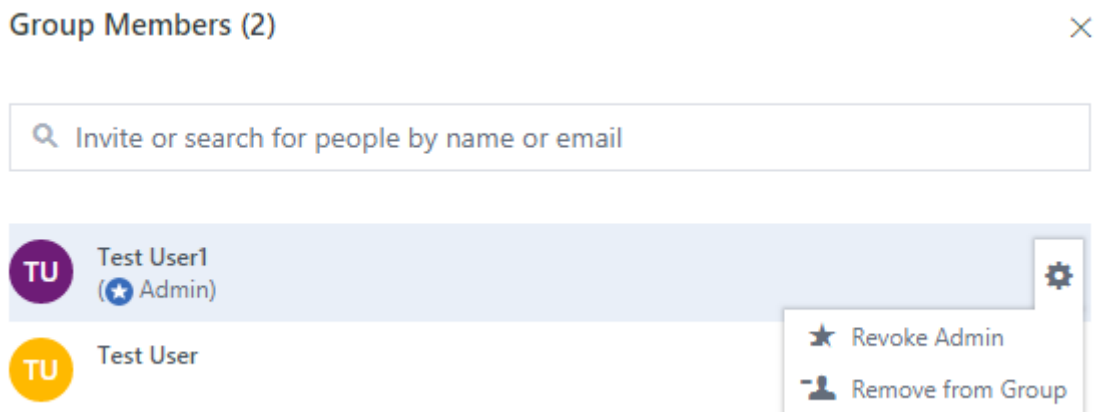 Group Members (2)
Invite or search for people by name or email
TU
Test User1
(Admin)
Revoke Admin
TU
Test User
Remove from Group